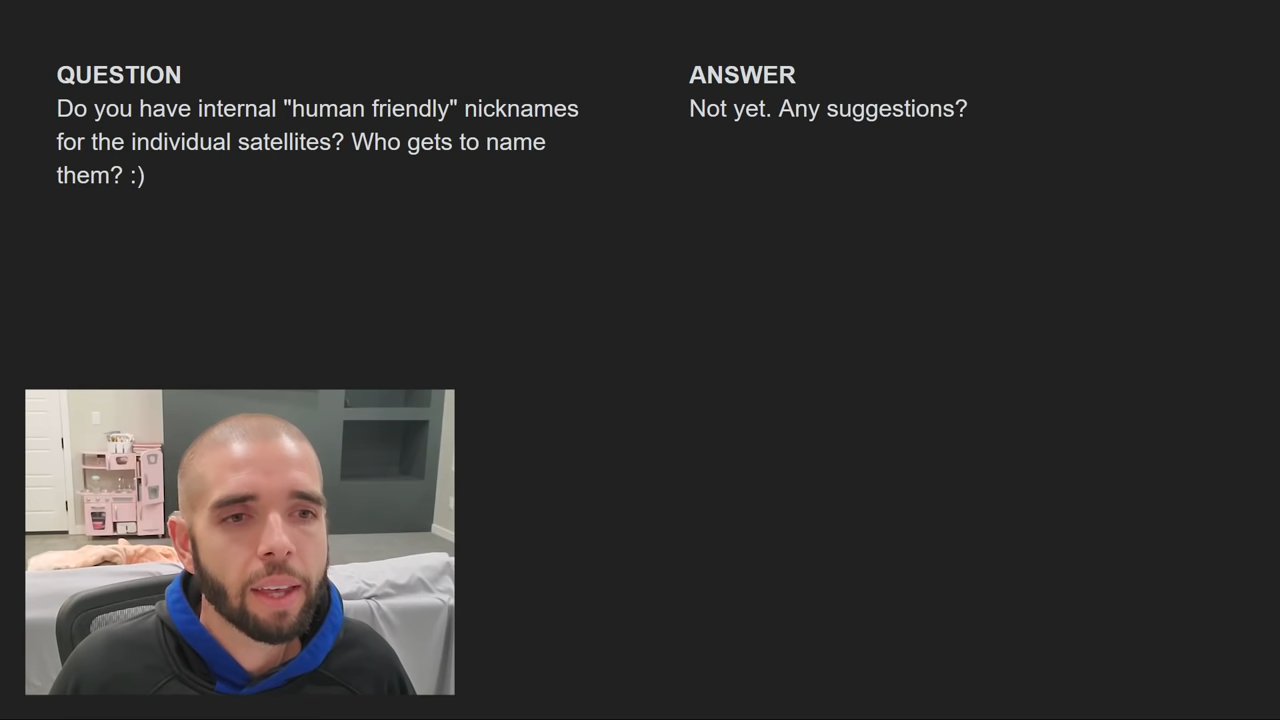 QUESTION
Do you have internal "human friendly" nicknames
for the individual satellites? Who gets to name
them? :)
ANSWER
Not yet. Any suggestions?